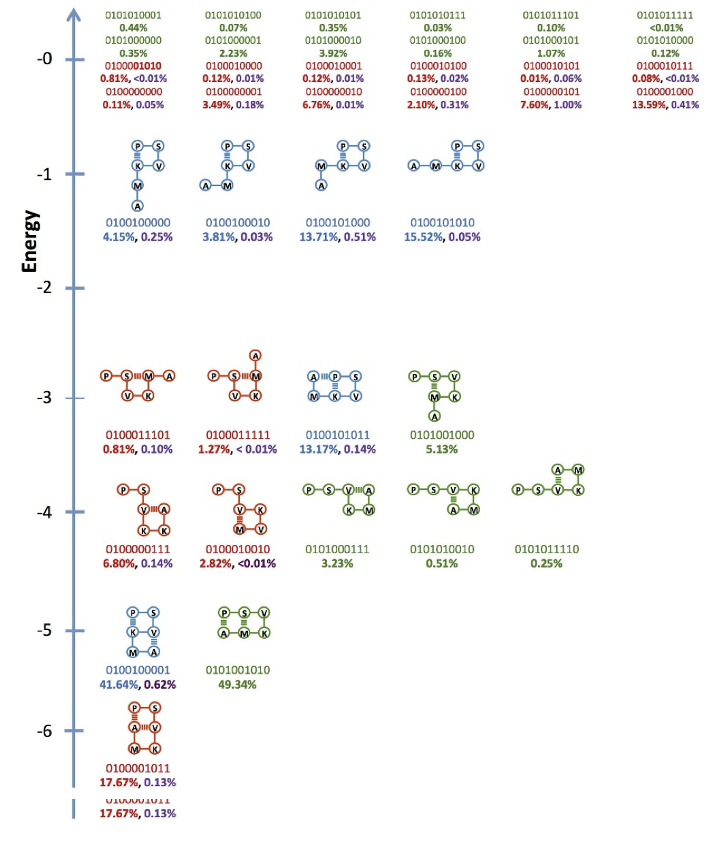 0101010001 0101010100 0101010101 0101010111 0101011101 0101011111
0.44% 0.07% 0.35% 0.03% 0.10% <0.01%
0101000000 0101000001 0101000010 0101000100 0101000101 0101010000
0.35% 2.23% 3.92% 0.16% 1.07% 0.12%
-0
0100001010 0100010000 0100010001 0100010100 0100010101 0100010111
0.81%, <0.01% 0.12%, 0.01% 0.12%, 0.01% 0.13%, 0.02% 0.01%, 0.06% 0.08%, <0.01%
0100000000 0100000001 0100000010 0100000100 0100000101 0100001000
0.11%, 0.05% 3.49%, 0.18% 6.76%, 0.01% 2.10%, 0.31% 7.60%, 1.00% 13.59%, 0.41%
P S P S P S P S
-1
K V K V M K V A M K V
M A M A
A
0100100000 0100100010 0100101000 0100101010
4.15%, 0.25% 3.81%, 0.03% 13.71%, 0.51% 15.52%, 0.05%
Energy
-2
A
P S M A P S M A P S P S V
-3
V K V K M K V M K
A
0100011101 0100011111 0100101011 0101001000
0.81%, 0.10% 1.27%, < 0.01% 13.17%, 0.14% 5.13%
A M
P S P S P S V A P S V K P S V K
-4
V A V K K M A M
K K M V
0100000111 0100010010 0101000111 0101010010 0101011110
6.80%, 0.14% 2.82%, <0.01% 3.23% 0.51% 0.25%
P S P S V
-5
K V A M K
M A
0100100001 0101001010
41.64%, 0.62% 49.34%
P S
-6
A V
M K
0100001011
17.67%, 0.13%
0100001011
17.67%, 0.13%